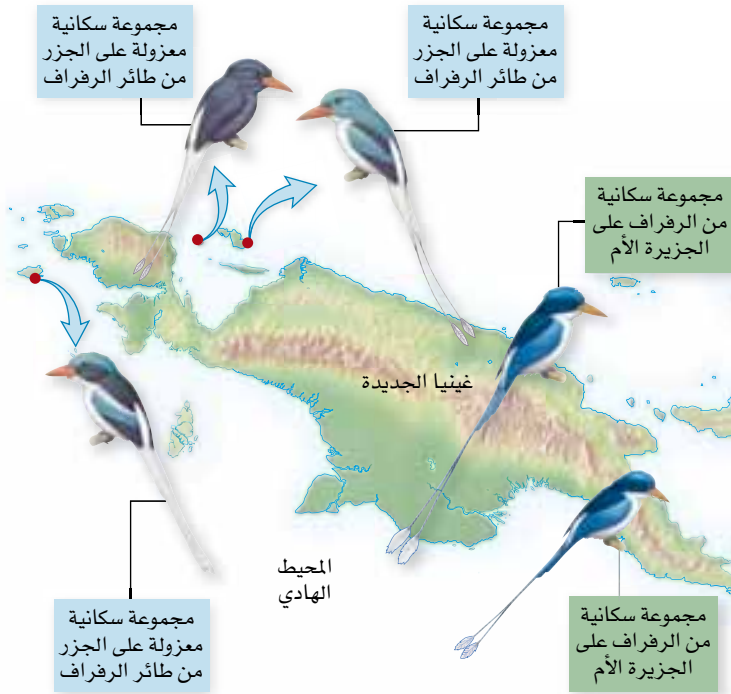 مجموعة سكانية
معزولة على الجزر
من طائر الرفراف
مجموعة سكانية
معزولة على الجزر
من طائر الرفراف
مجموعة سكانية
من الرفراف على
الجزيرة الأم
غينيا الجديدة
المحيط
الهادي
مجموعة سكانية
معزولة على الجزر
من طائر الرفراف
مجموعة سكانية
من الرفراف على
الجزيرة الأم